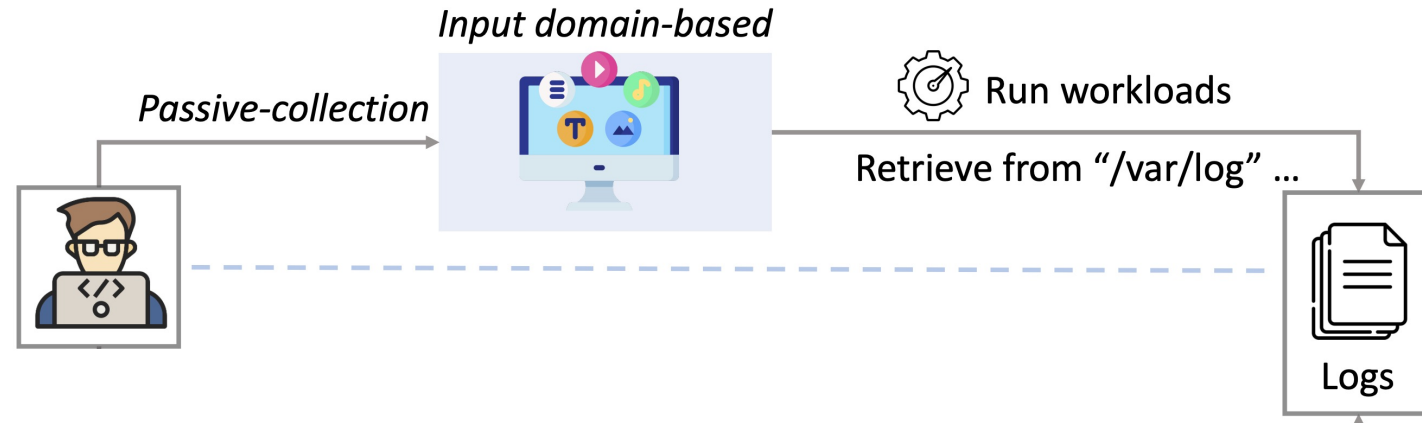 Input domain-based
Passive-collection
T
</>
Run workloads
Retrieve from “/var/log” ...
Logs